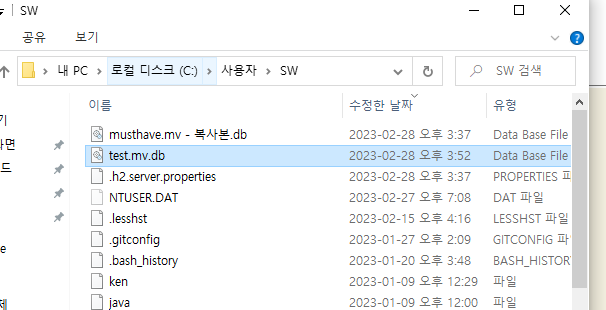 SW
공유 보기
내 PC > 로컬 디스크 (C:) > 사용자 > SW
SW 검색
이름 수정한 날짜 유형
musthave.mv - 복사본.db 2023-02-28 오후 3:37 Data Base File
test.mv.db 2023-02-28 오후 3:52 Data Base File
.h2.server.properties 2023-02-28 오후 3:37 PROPERTIES 파일
NTUSER.DAT 2023-02-27 오후 7:08 DAT 파일
.lesshst 2023-02-15 오후 4:16 LESSHST 파일
.gitconfig 2023-01-27 오후 2:09 GITCONFIG 파일
.bash_history 2023-01-20 오후 3:48 BASH_HISTORY
ken 2023-01-09 오후 12:29 파일
java 2023-01-09 오후 12:00 파일